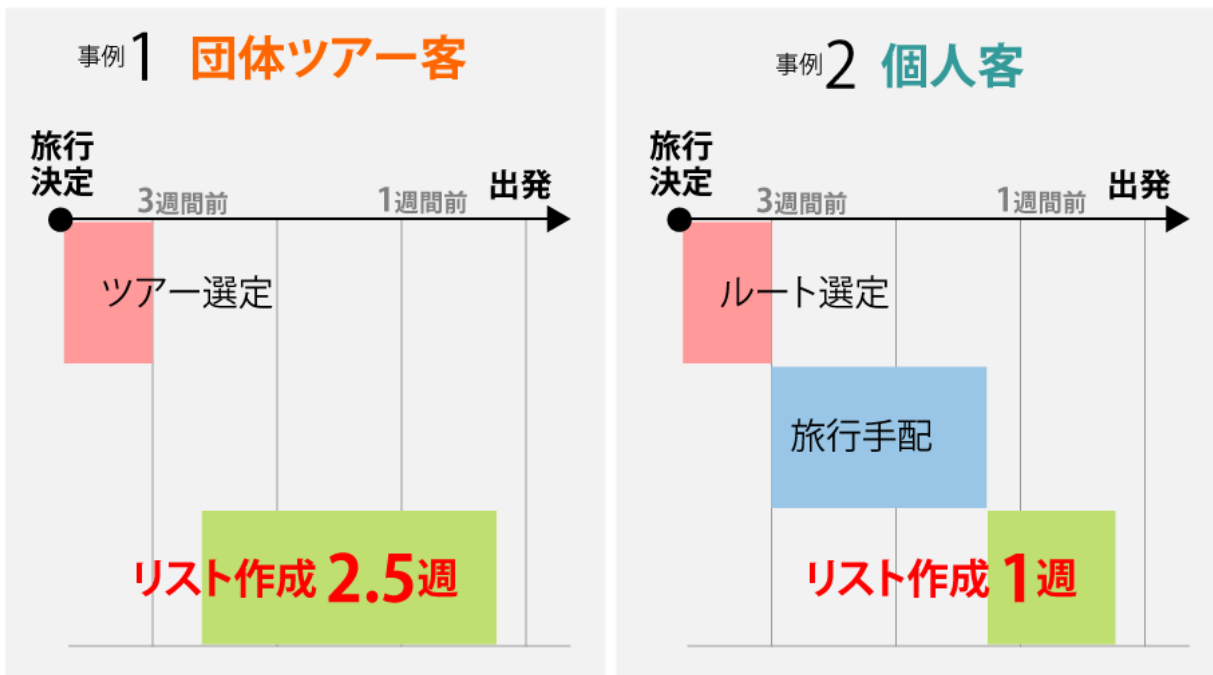 事例1 団体ツアー客
旅行
決定
3週間前
1週間前
出発
ツアー選定
リスト作成 2.5週
事例2 個人客
旅行
決定
3週間前
1週間前
出発
ルート選定
旅行手配
リスト作成 1週